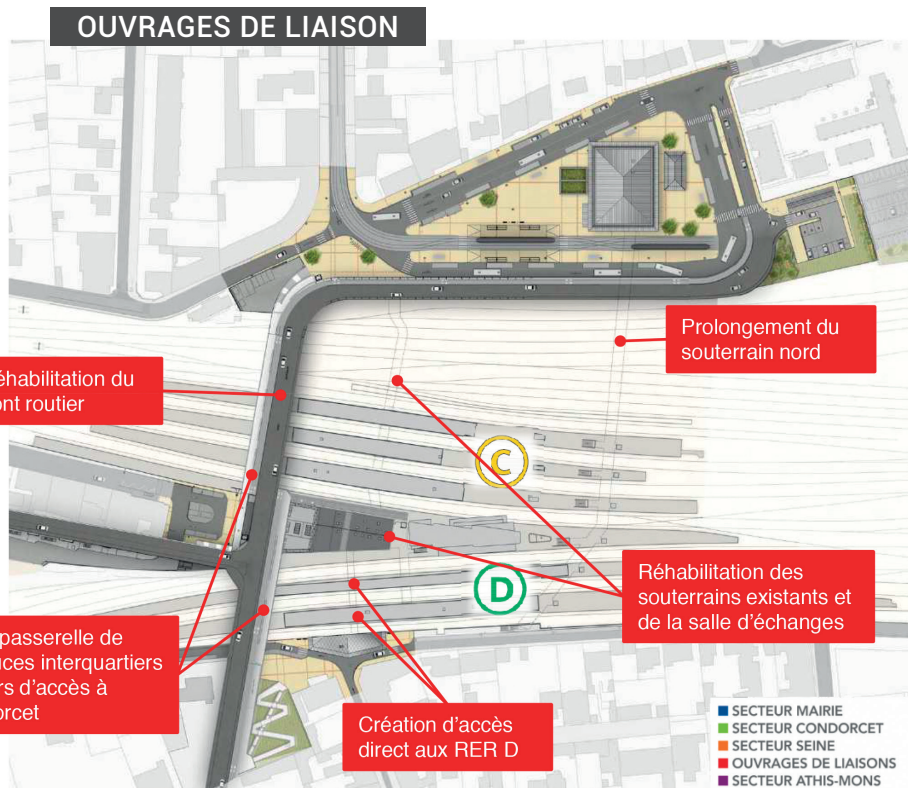 OUVRAGES DE LIAISON
Prolongement du
souterrain nord
éhabilitation du
ont routier
C
D
Réhabilitation des
souterrains existants et
de la salle d'échanges
passerelle de
uces interquartiers
rs d'accès à
orcet
Création d'accès
direct aux RER D
SECTEUR MAIRIE
SECTEUR CONDORCET
SECTEUR SEINE
OUVRAGES DE LIAISONS
SECTEUR ATHIS-MONS